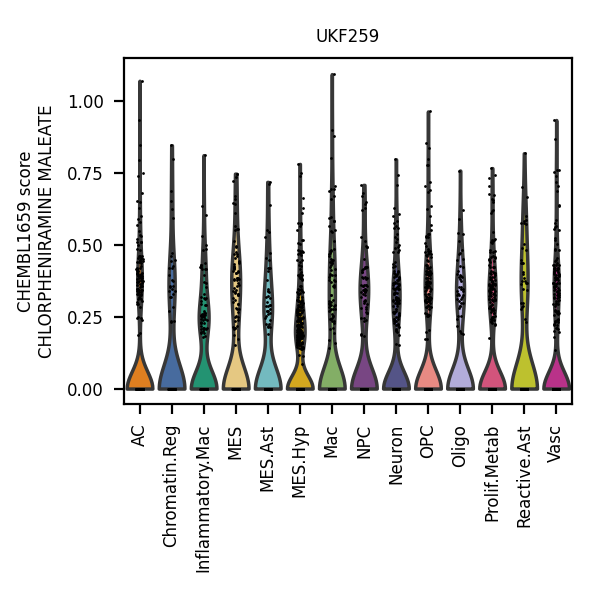 UKF259
CHEMBL1659 score
CHLORPHENIRAMINE MALEATE
1.00
0.75
0.50
0.25
0.00
AC
Chromatin.Reg
Inflammatory.Mac
MES
MES.Ast
MES.Hyp
Mac
NPC
Neuron
OPC
Oligo
Prolif.Metab
Reactive.Ast
Vasc